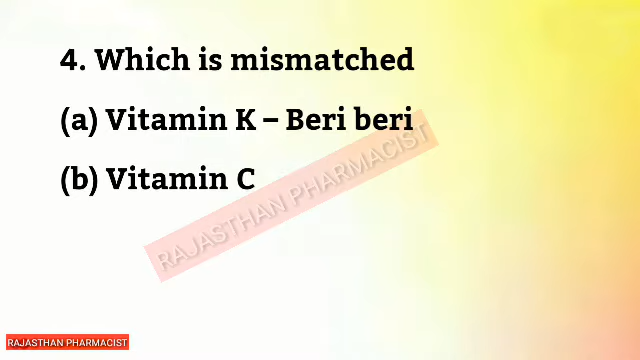 4. Which is mismatched
(a) Vitamin K – Beri beri
(b) Vitamin C
RAJASTHAN PHARMACIST
RAJASTHAN PHARMACIST